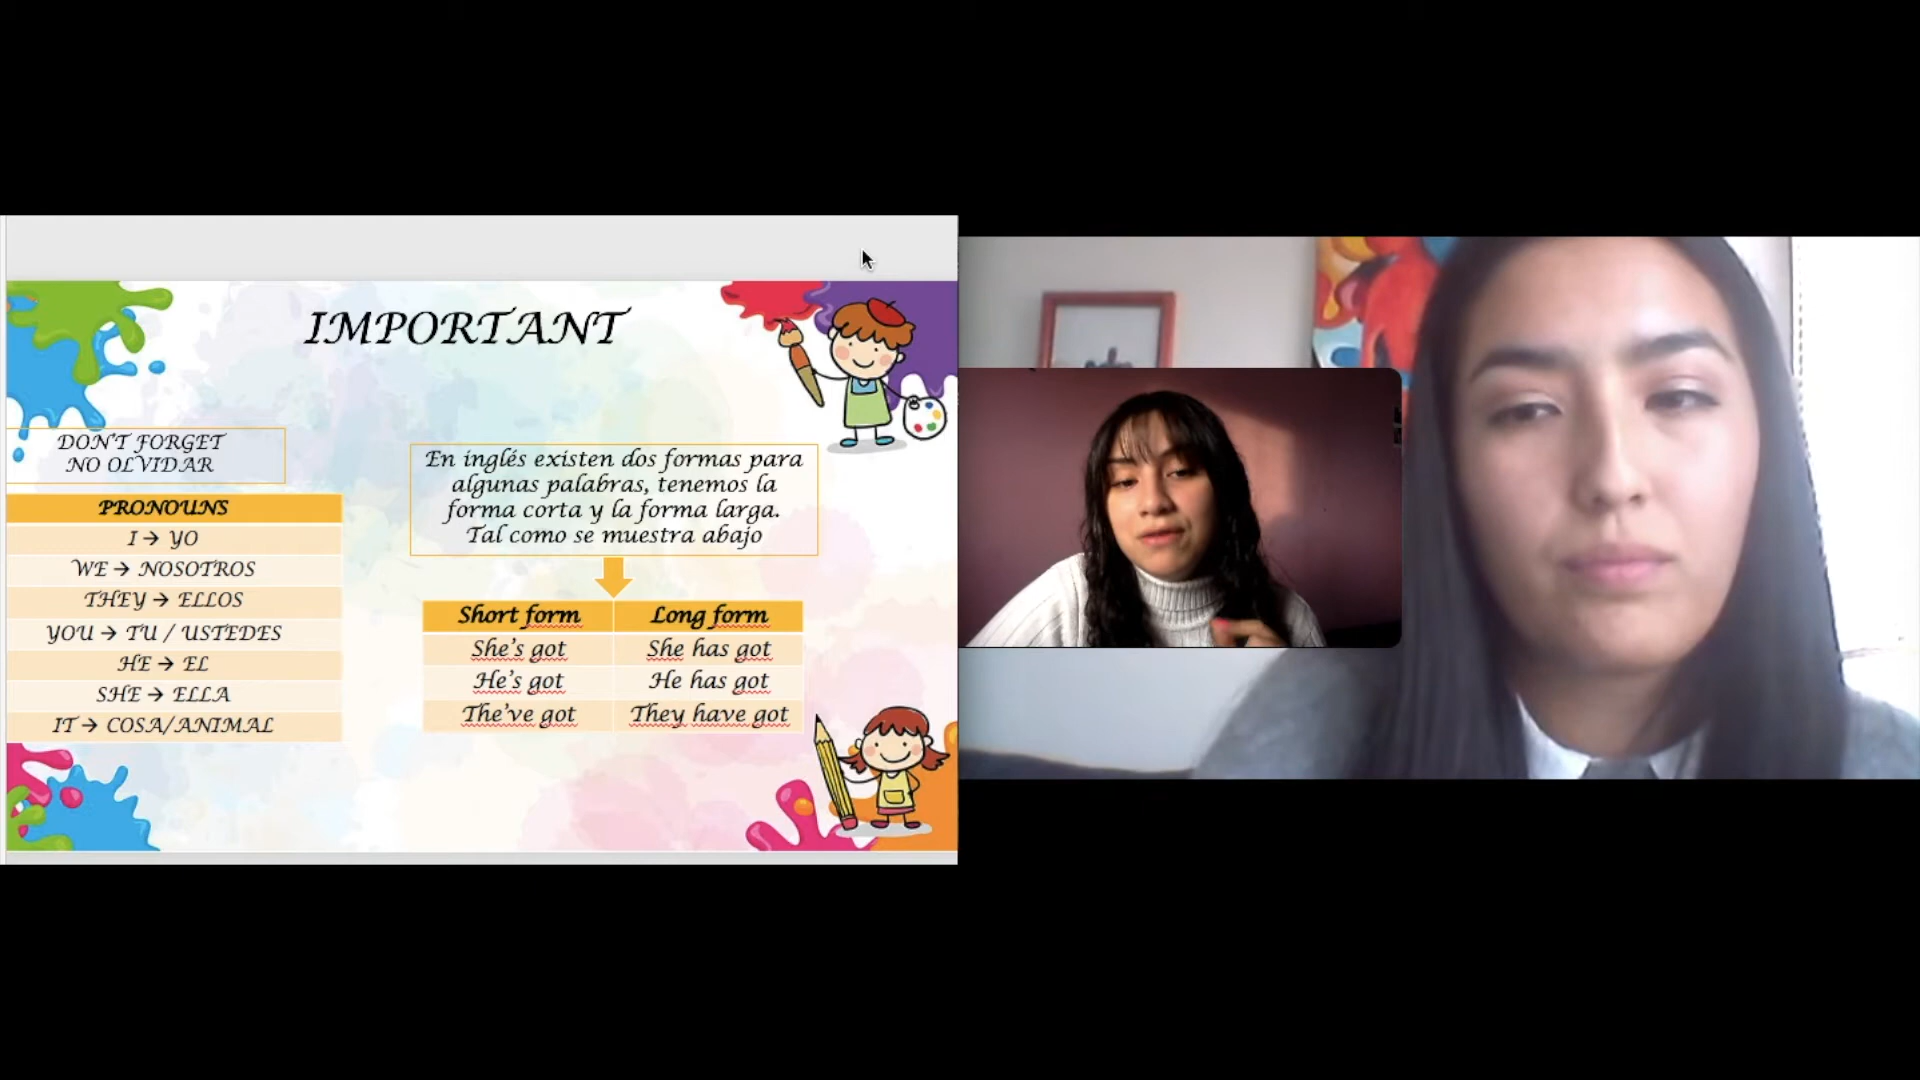 IMPORTANT
DON'T FORGET
NO OLVIDAR
PRONOUNS
I → YO
WE → NOSOTROS
THEY → ELLOS
YOU → TU / USTEDES
HE → EL
SHE → ELLA
IT → COSA/ANIMAL
En inglés existen dos formas para
algunas palabras, tenemos la
forma corta y la forma larga.
Tal como se muestra abajo
Short form Long form
She's got She has got
He's got He has got
The've got They have got